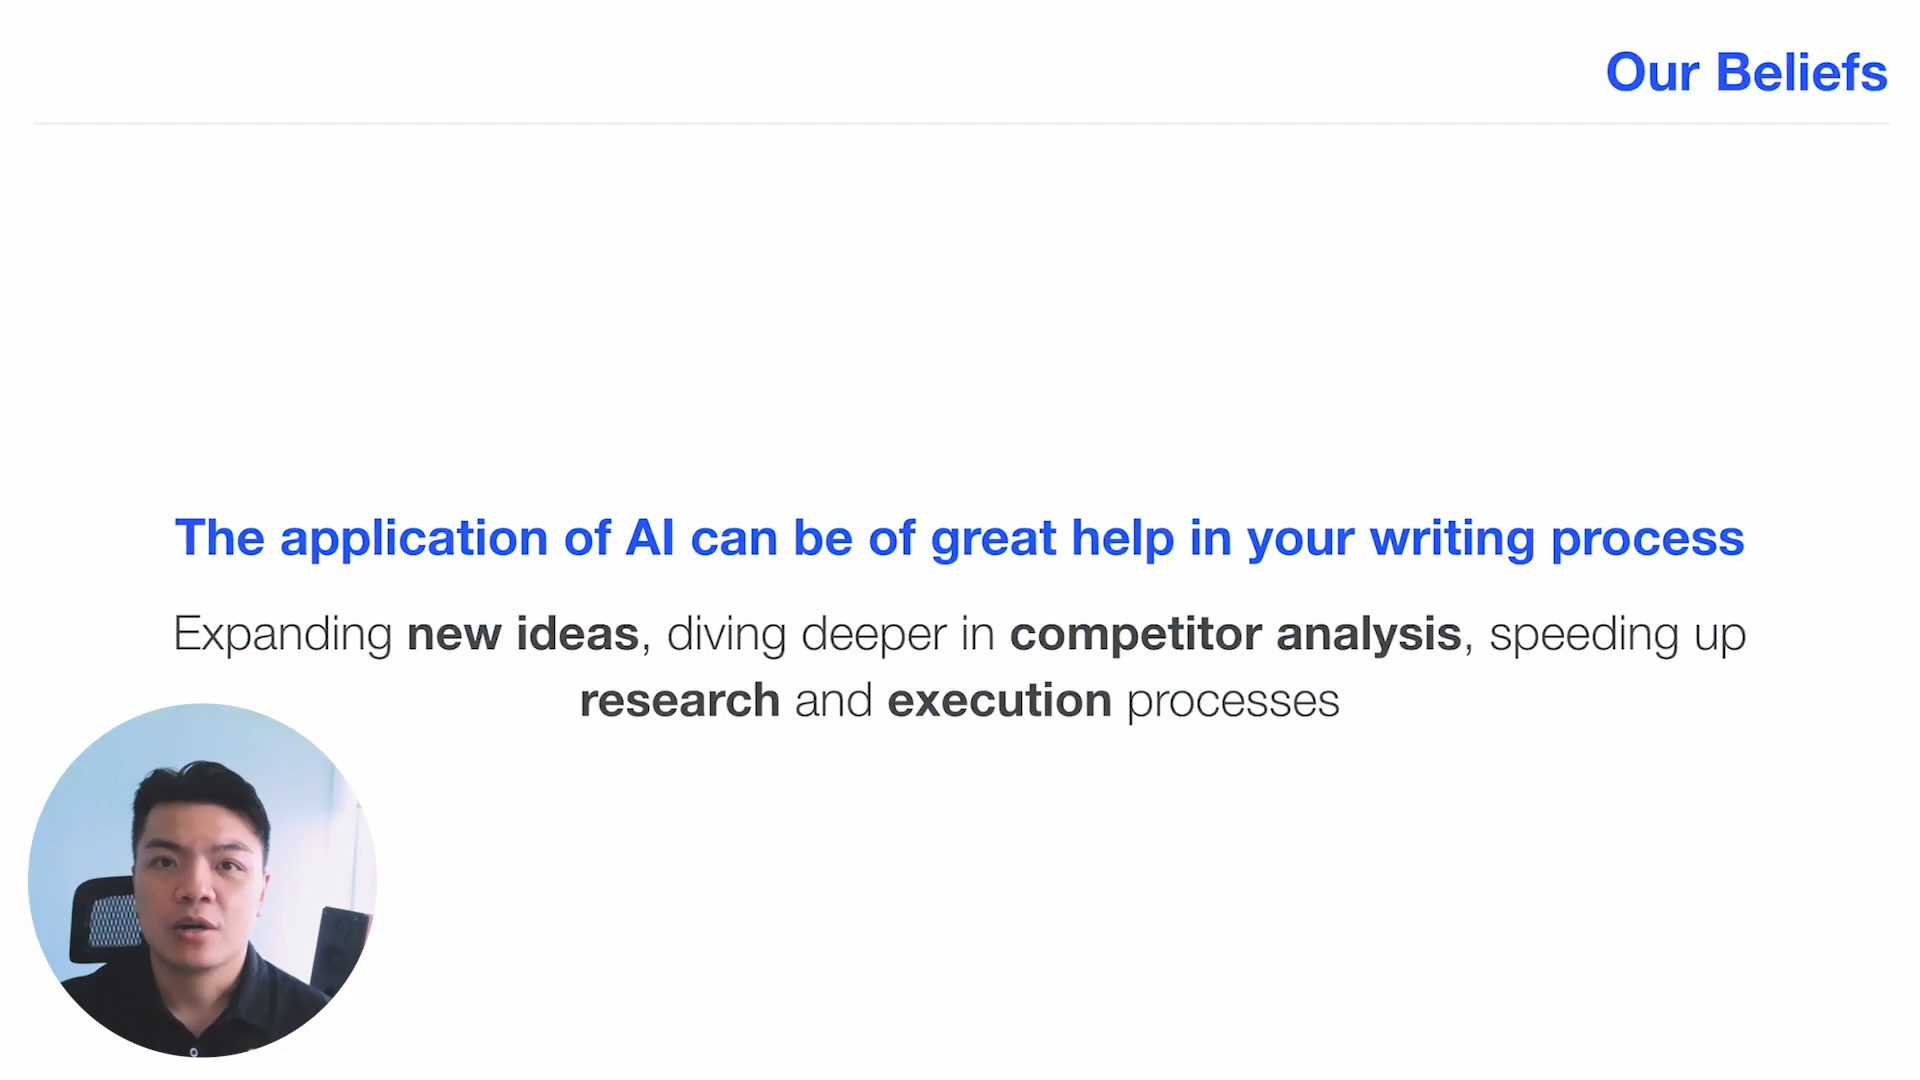 Our Beliefs
The application of AI can be of great help in your writing process
Expanding new ideas, diving deeper in competitor analysis, speeding up
research and execution processes